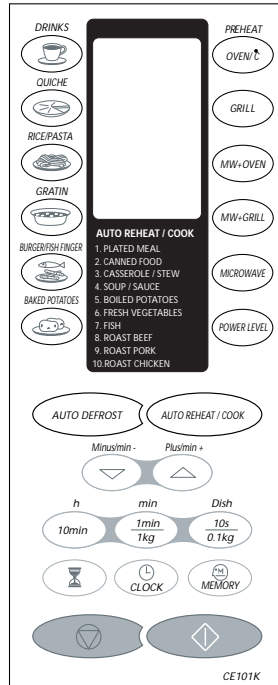 DRINKS
PREHEAT
OVEN/°C
QUICHE
GRILL
RICE/PASTA
MW+OVEN
GRATIN
MW+GRILL
BURGER/FISH FINGER
MICROWAVE
BAKED POTATOES
POWER LEVEL
AUTO REHEAT / COOK
1. PLATED MEAL
2. CANNED FOOD
3. CASSEROLE / STEW
4. SOUP / SAUCE
5. BOILED POTATOES
6. FRESH VEGETABLES
7. FISH
8. ROAST BEEF
9. ROAST PORK
10.ROAST CHICKEN
AUTO DEFROST
AUTO REHEAT / COOK
Minus/min -
Plus/min +
h
min
Dish
10min
1min
1kg
10s
0.1kg
CLOCK
M
MEMORY
CE101K